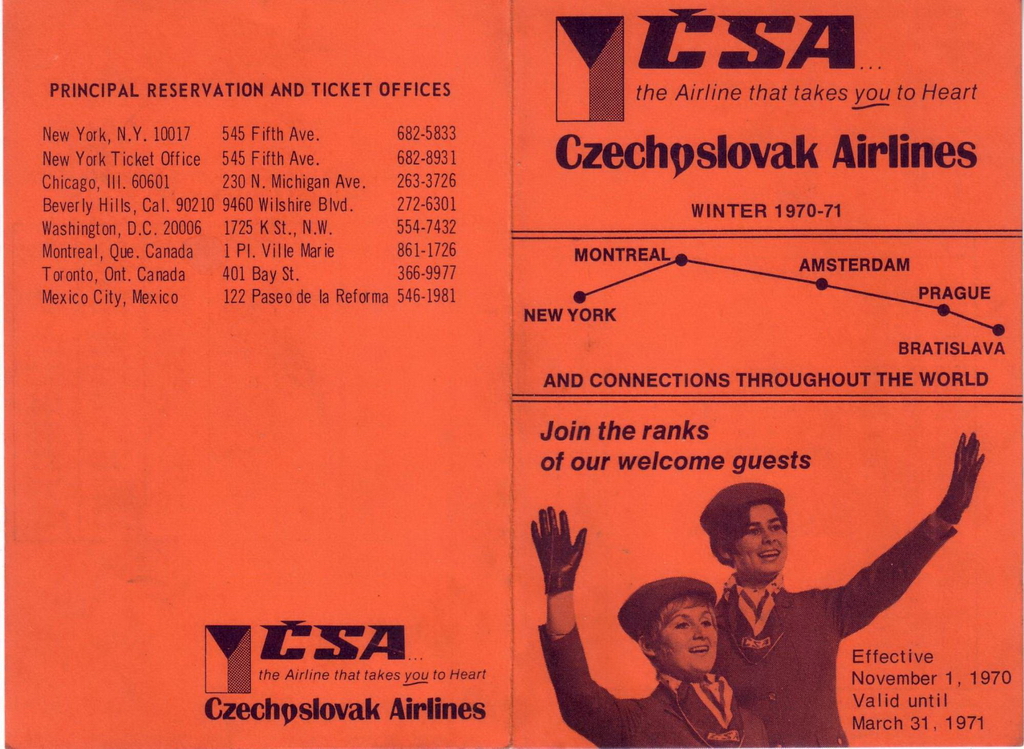 PRINCIPAL RESERVATION AND TICKET OFFICES
New York, N.Y. 10017 545 Fifth Ave. 682-5833
New York Ticket Office 545 Fifth Ave. 682-8931
Chicago, Ill. 60601 230 N. Michigan Ave. 263-3726
Beverly Hills, Cal. 90210 9460 Wilshire Blvd. 272-6301
Washington, D.C. 20006 1725 K St., N.W. 554-7432
Montreal, Que. Canada 1 Pl. Ville Marie 861-1726
Toronto, Ont. Canada 401 Bay St. 366-9977
Mexico City, Mexico 122 Paseo de la Reforma 546-1981
ČSA...
the Airline that takes you to Heart
Czechoslovak Airlines
ČSA...
the Airline that takes you to Heart
Czechoslovak Airlines
WINTER 1970-71
MONTREAL
AMSTERDAM
PRAGUE
NEW YORK
BRATISLAVA
AND CONNECTIONS THROUGHOUT THE WORLD
Join the ranks
of our welcome guests
Effective
November 1, 1970
Valid until
March 31, 1971